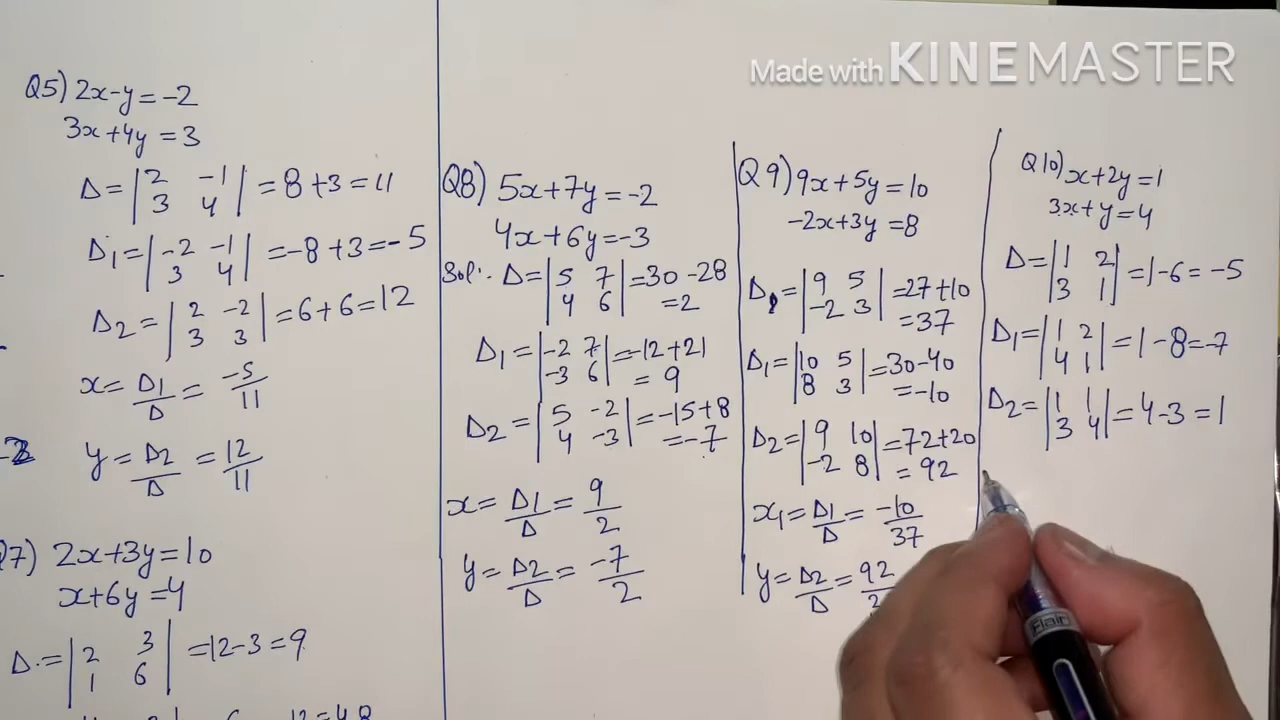 Made with KINEMASTER
Q5) 2x-y = -2
3x+4y = 3
Δ = |2 -1
3 4| = 8+3 = 11
Δ1 = |-2 -1
3 4| = -8+3 = -5
Δ2 = |2 -2
3 3| = 6+6 = 12
x = Δ1/Δ = -5/11
y = Δ2/Δ = 12/11
7) 2x+3y = 10
x+6y = 4
Δ = |2 3
1 6| = 12-3 = 9
Q8) 5x+7y = -2
4x+6y = -3
Sol:- Δ = |5 7
4 6| = 30-28
= 2
Δ1 = |-2 7
-3 6| = -12+21
= 9
Δ2 = |5 -2
4 -3| = -15+8
= -7
x = Δ1/Δ = 9/2
y = Δ2/Δ = -7/2
Q9) 9x+5y = 10
-2x+3y = 8
Δ = |9 5
-2 3| = 27+10
= 37
Δ1 = |10 5
8 3| = 30-40
= -10
Δ2 = |9 10
-2 8| = 72+20
= 92
x1 = Δ1/Δ = -10/37
y = Δ2/Δ = 92
Q10) x+2y = 1
3x+y = 4
Δ = |1 2
3 1| = 1-6 = -5
Δ1 = |1 2
4 1| = 1-8 = -7
Δ2 = |1 1
3 4| = 4-3 = 1
Flair